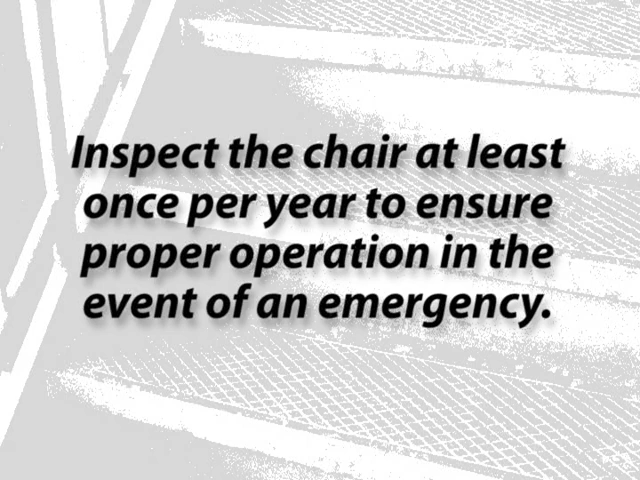 Inspect the chair at least
once per year to ensure
proper operation in the
event of an emergency.